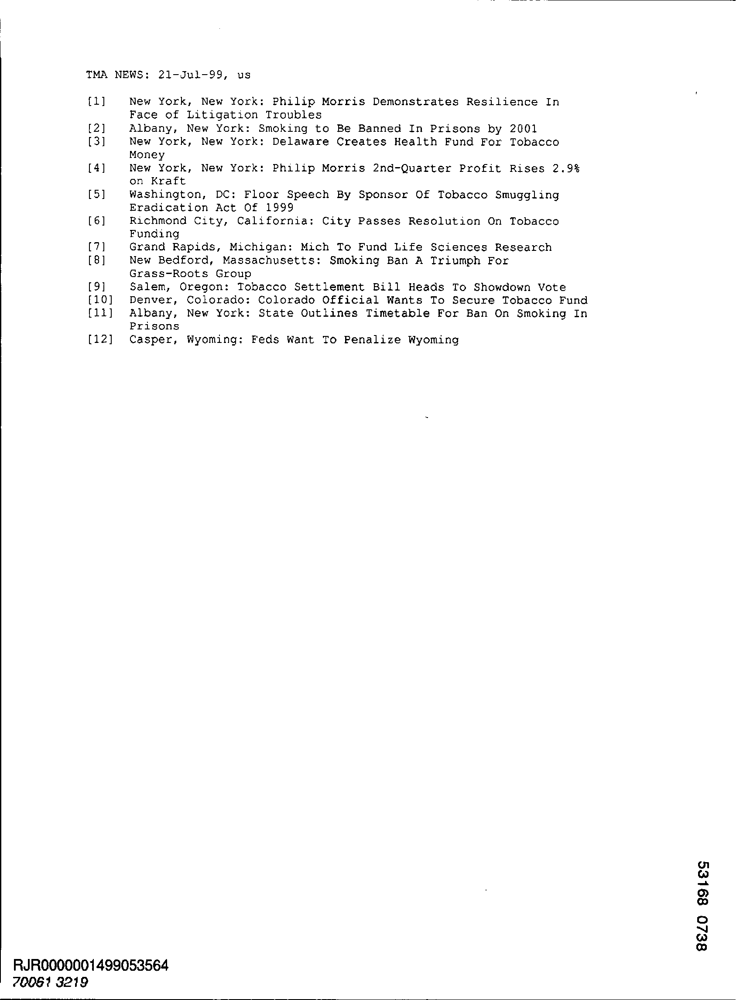 TMA NEWS: 21-Jul-99, us
[1] New York, New York: Philip Morris Demonstrates Resilience In
Face of Litigation Troubles
[2] Albany, New York: Smoking to Be Banned In Prisons by 2001
[3] New York, New York: Delaware Creates Health Fund For Tobacco
Money
[4] New York, New York: Philip Morris 2nd-Quarter Profit Rises 2.9%
on Kraft
[5] Washington, DC: Floor Speech By Sponsor Of Tobacco Smuggling
Eradication Act Of 1999
[6] Richmond City, California: City Passes Resolution On Tobacco
Funding
[7] Grand Rapids, Michigan: Mich To Fund Life Sciences Research
[8] New Bedford, Massachusetts: Smoking Ban A Triumph For
Grass-Roots Group
[9] Salem, Oregon: Tobacco Settlement Bill Heads To Showdown Vote
[10] Denver, Colorado: Colorado Official Wants To Secure Tobacco Fund
[11] Albany, New York: State Outlines Timetable For Ban On Smoking In
Prisons
[12] Casper, Wyoming: Feds Want To Penalize Wyoming
53168 0738
RJR0000001499053564
70061 3219